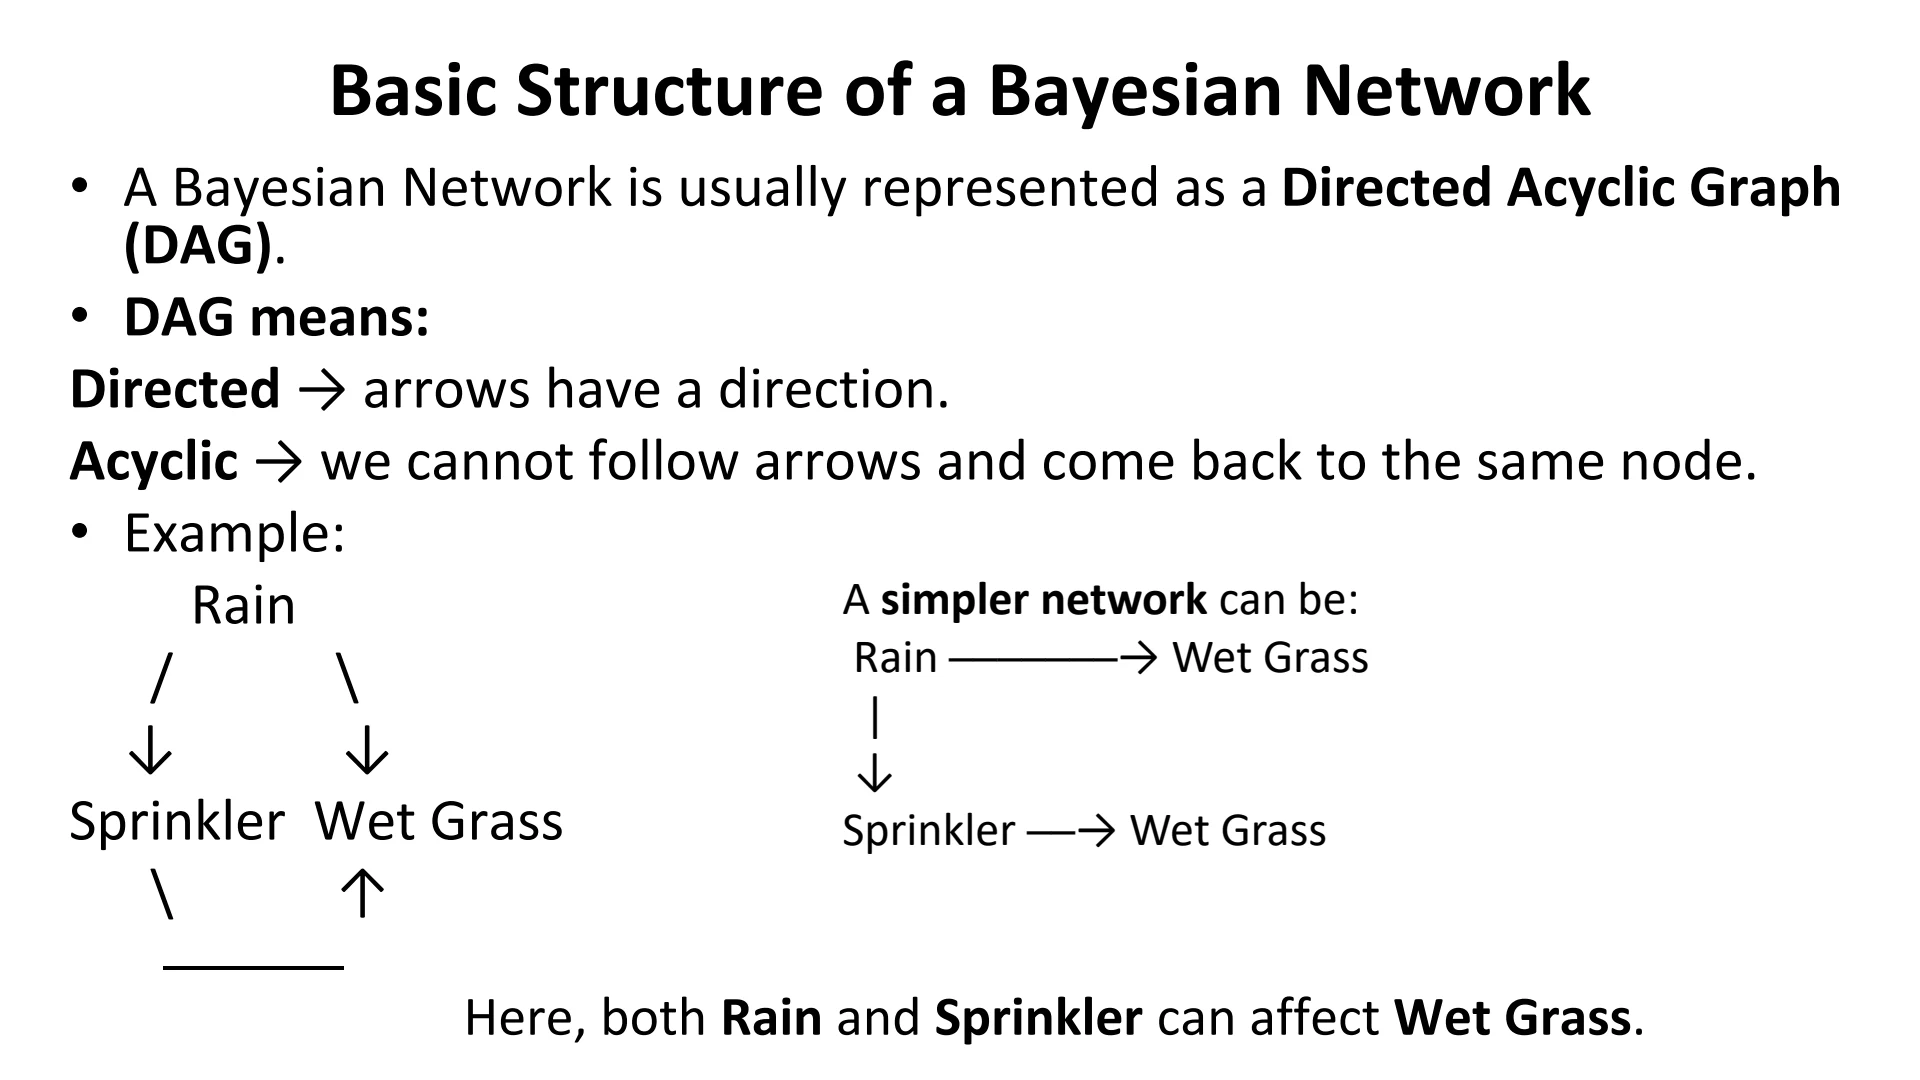 Basic Structure of a Bayesian Network
• A Bayesian Network is usually represented as a Directed Acyclic Graph
(DAG).
• DAG means:
Directed → arrows have a direction.
Acyclic → we cannot follow arrows and come back to the same node.
• Example:
Rain
/ \
↓ ↓
Sprinkler Wet Grass
\ ↑
______
A simpler network can be:
Rain ————→ Wet Grass
|
↓
Sprinkler —→ Wet Grass
Here, both Rain and Sprinkler can affect Wet Grass.